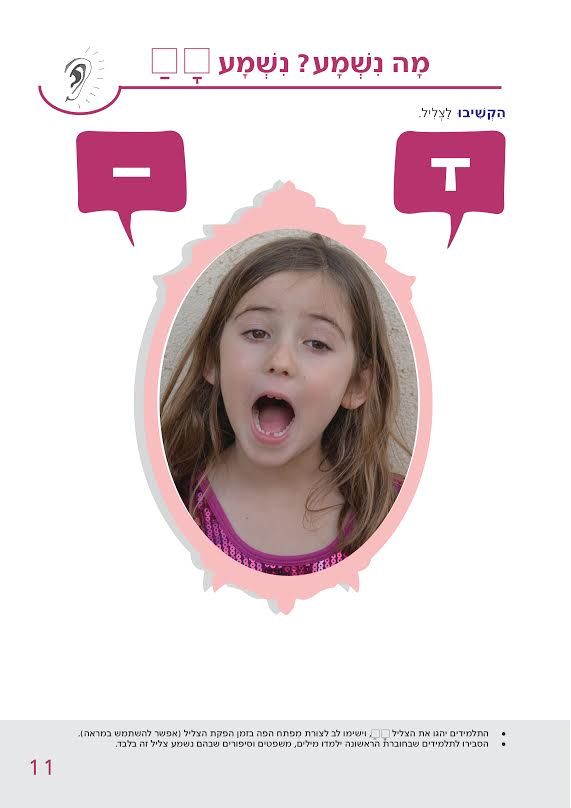 מָה נִשְׁמָע? נִשְׁמָע □ָ □ַ
הַקְשִׁיבוּ לַצְּלִיל.
התלמידים יהגו את הצליל □ָ □ַ, וישימו לב לצורת מפתח הפה בזמן הפקת הצליל (אפשר להשתמש במראה).
הסבירו לתלמידים שבחוברת הראשונה ילמדו מילים, משפטים וסיפורים שבהם נשמע צליל זה בלבד.
11